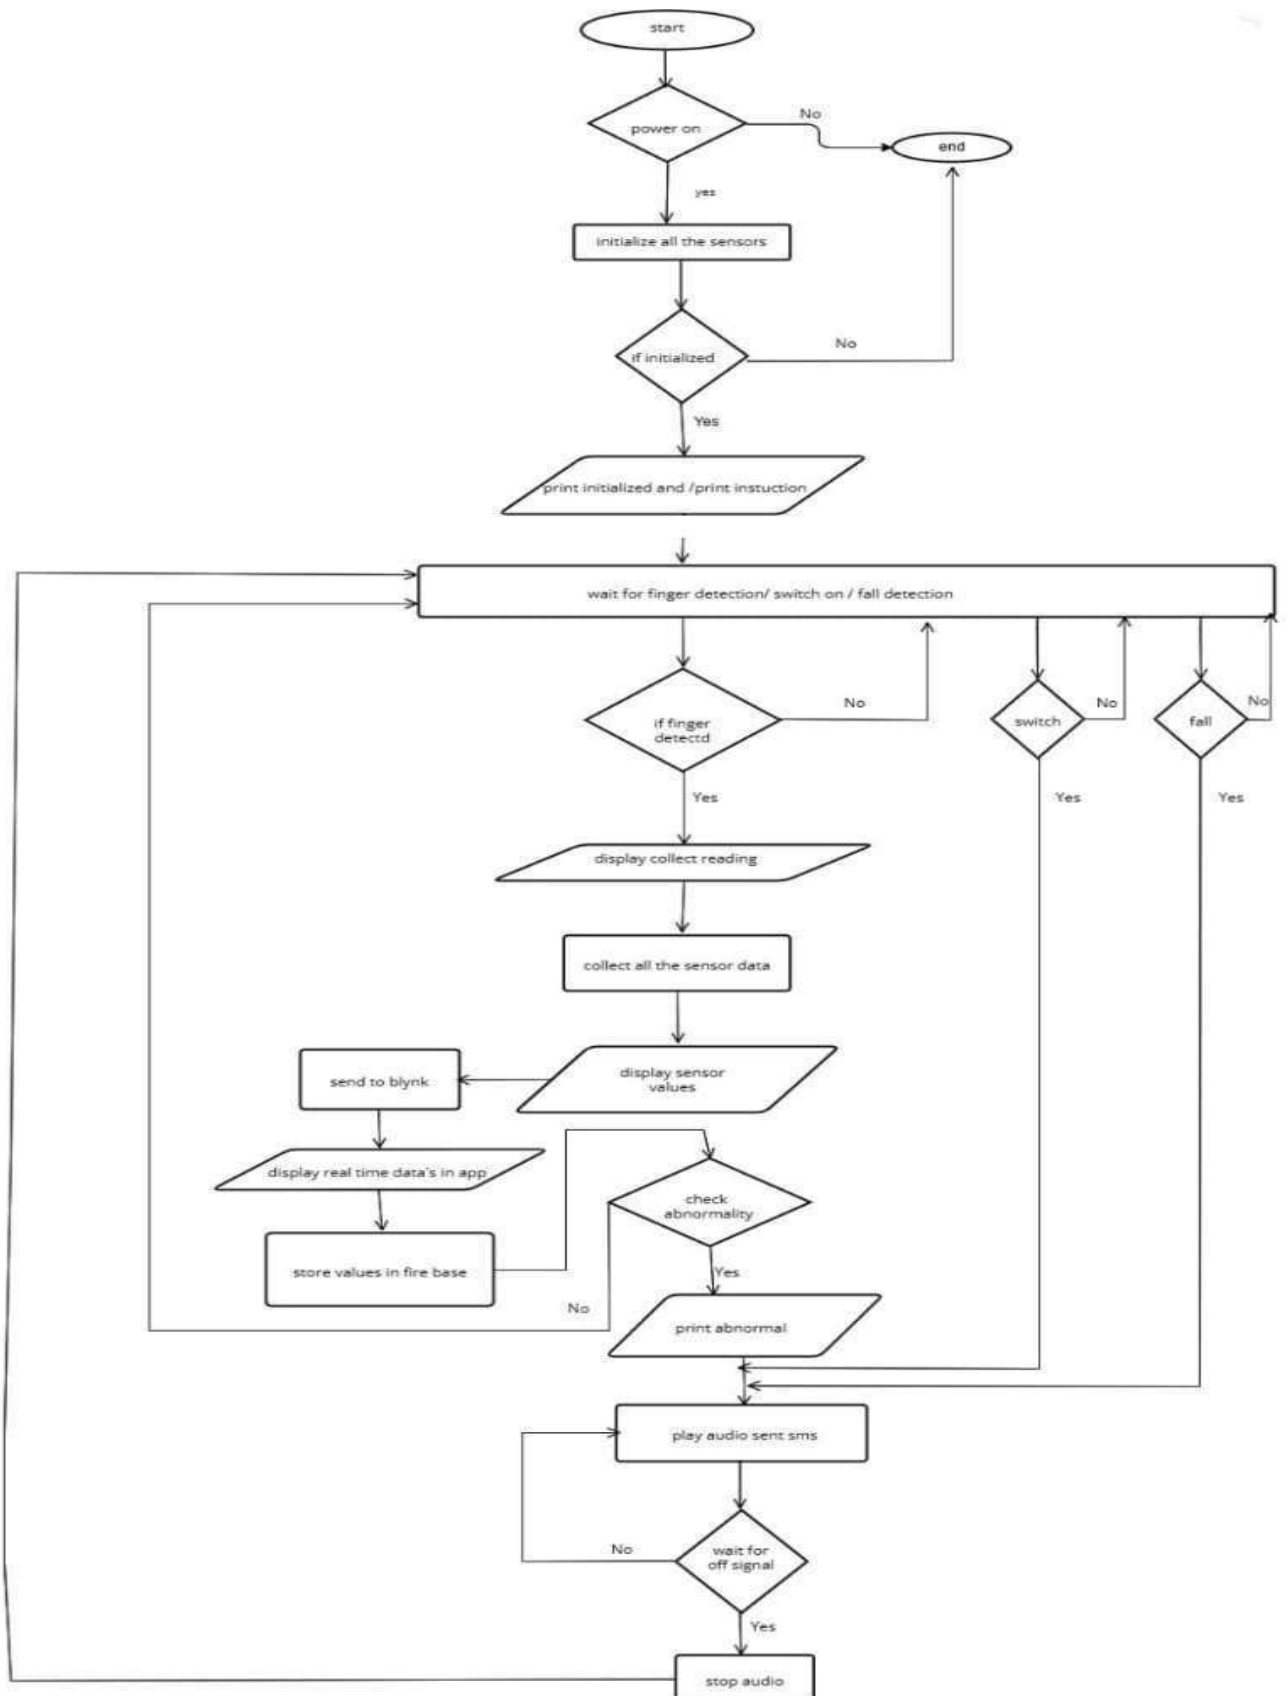 start
power on
No
end
yes
initialize all the sensors
if initialized
No
Yes
print initialized and /print instuction
wait for finger detection/ switch on / fall detection
if finger
detectd
No
switch
No
fall
No
Yes
Yes
Yes
display collect reading
collect all the sensor data
display sensor
values
send to blynk
display real time data's in app
check
abnormality
store values in fire base
Yes
No
print abnormal
play audio sent sms
wait for
off signal
No
Yes
stop audio